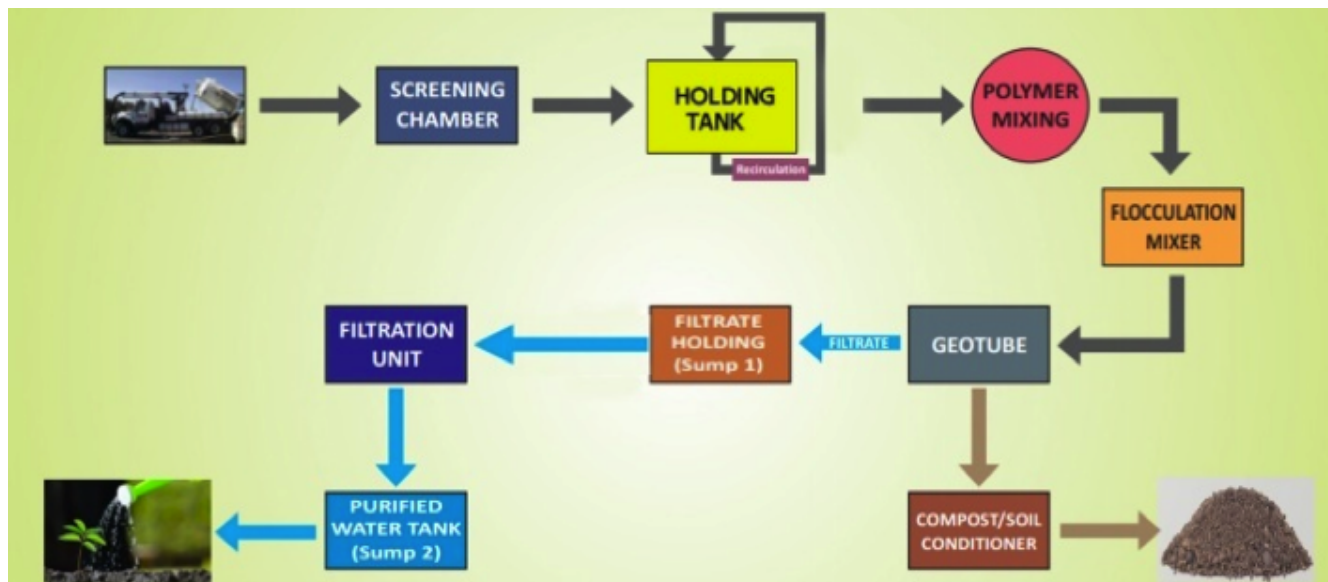 SCREENING
CHAMBER
HOLDING
TANK
Recirculation
POLYMER
MIXING
FLOCCULATION
MIXER
GEOTUBE
FILTRATE
FILTRATE
HOLDING
(Sump 1)
FILTRATION
UNIT
PURIFIED
WATER TANK
(Sump 2)
COMPOST/SOIL
CONDITIONER